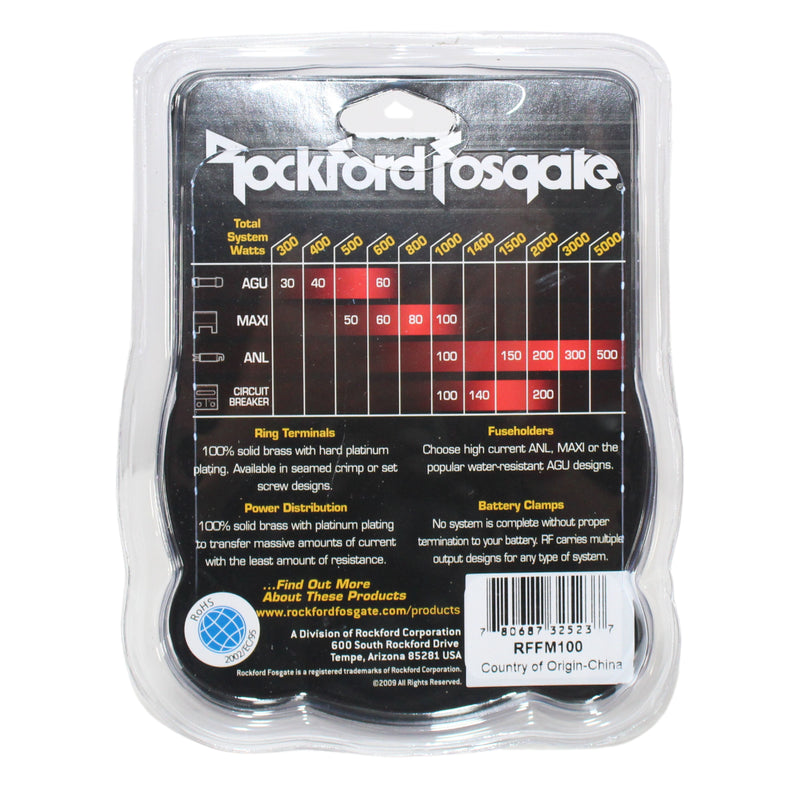 Rockford Fosgate®
Total System Watts 300 400 500 600 800 1000 1400 1500 2000 3000 5000
AGU 30 40 60
MAXI 50 60 80 100
ANL 100 150 200 300 500
CIRCUIT BREAKER 100 140 200
Ring Terminals
100% solid brass with hard platinum
plating. Available in seamed crimp or set
screw designs.
Fuseholders
Choose high current ANL, MAXI or the
popular water-resistant AGU designs.
Power Distribution
100% solid brass with platinum plating
to transfer massive amounts of current
with the least amount of resistance.
Battery Clamps
No system is complete without proper
termination to your battery. RF carries multiple
output designs for any type of system.
...Find Out More
About These Products
www.rockfordfosgate.com/products
RoHS
2002/EC/95
A Division of Rockford Corporation
600 South Rockford Drive
Tempe, Arizona 85281 USA
Rockford Fosgate is a registered trademarks of Rockford Corporation.
©2009 All Rights Reserved.
7 80687 32523 7
RFFM100
Country of Origin-China